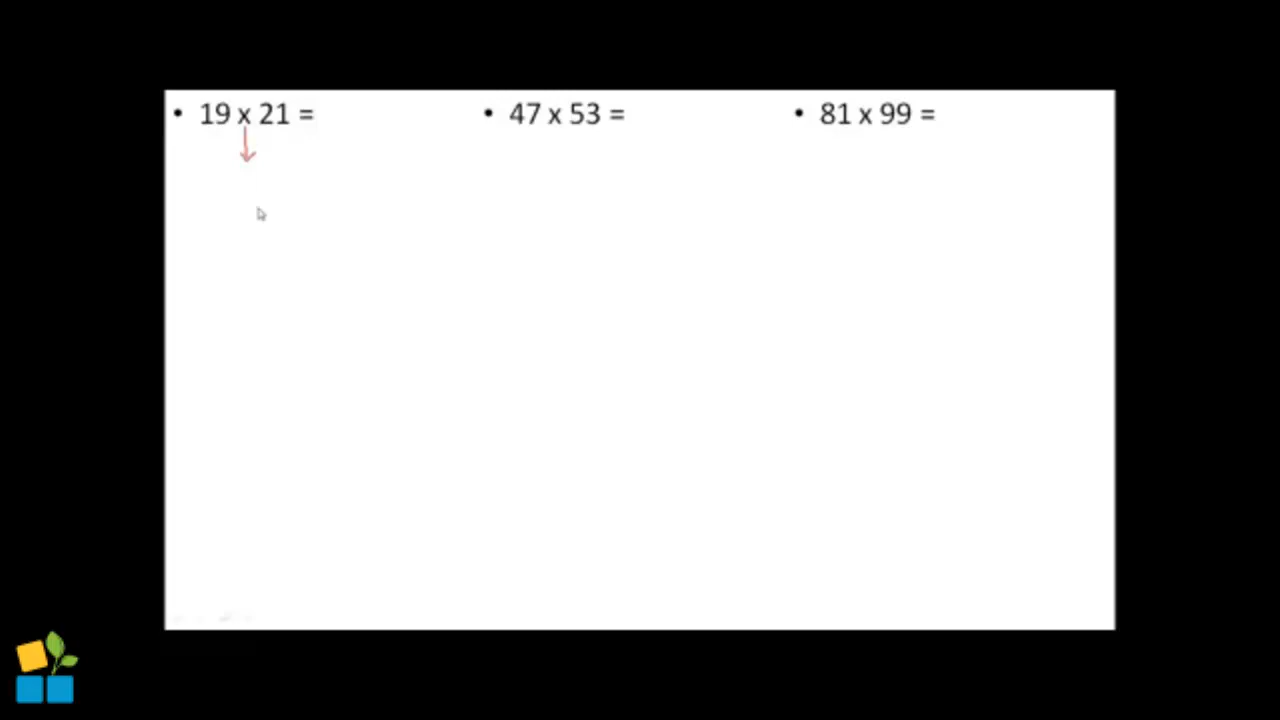 • 19 x 21 =
• 47 x 53 =
• 81 x 99 =